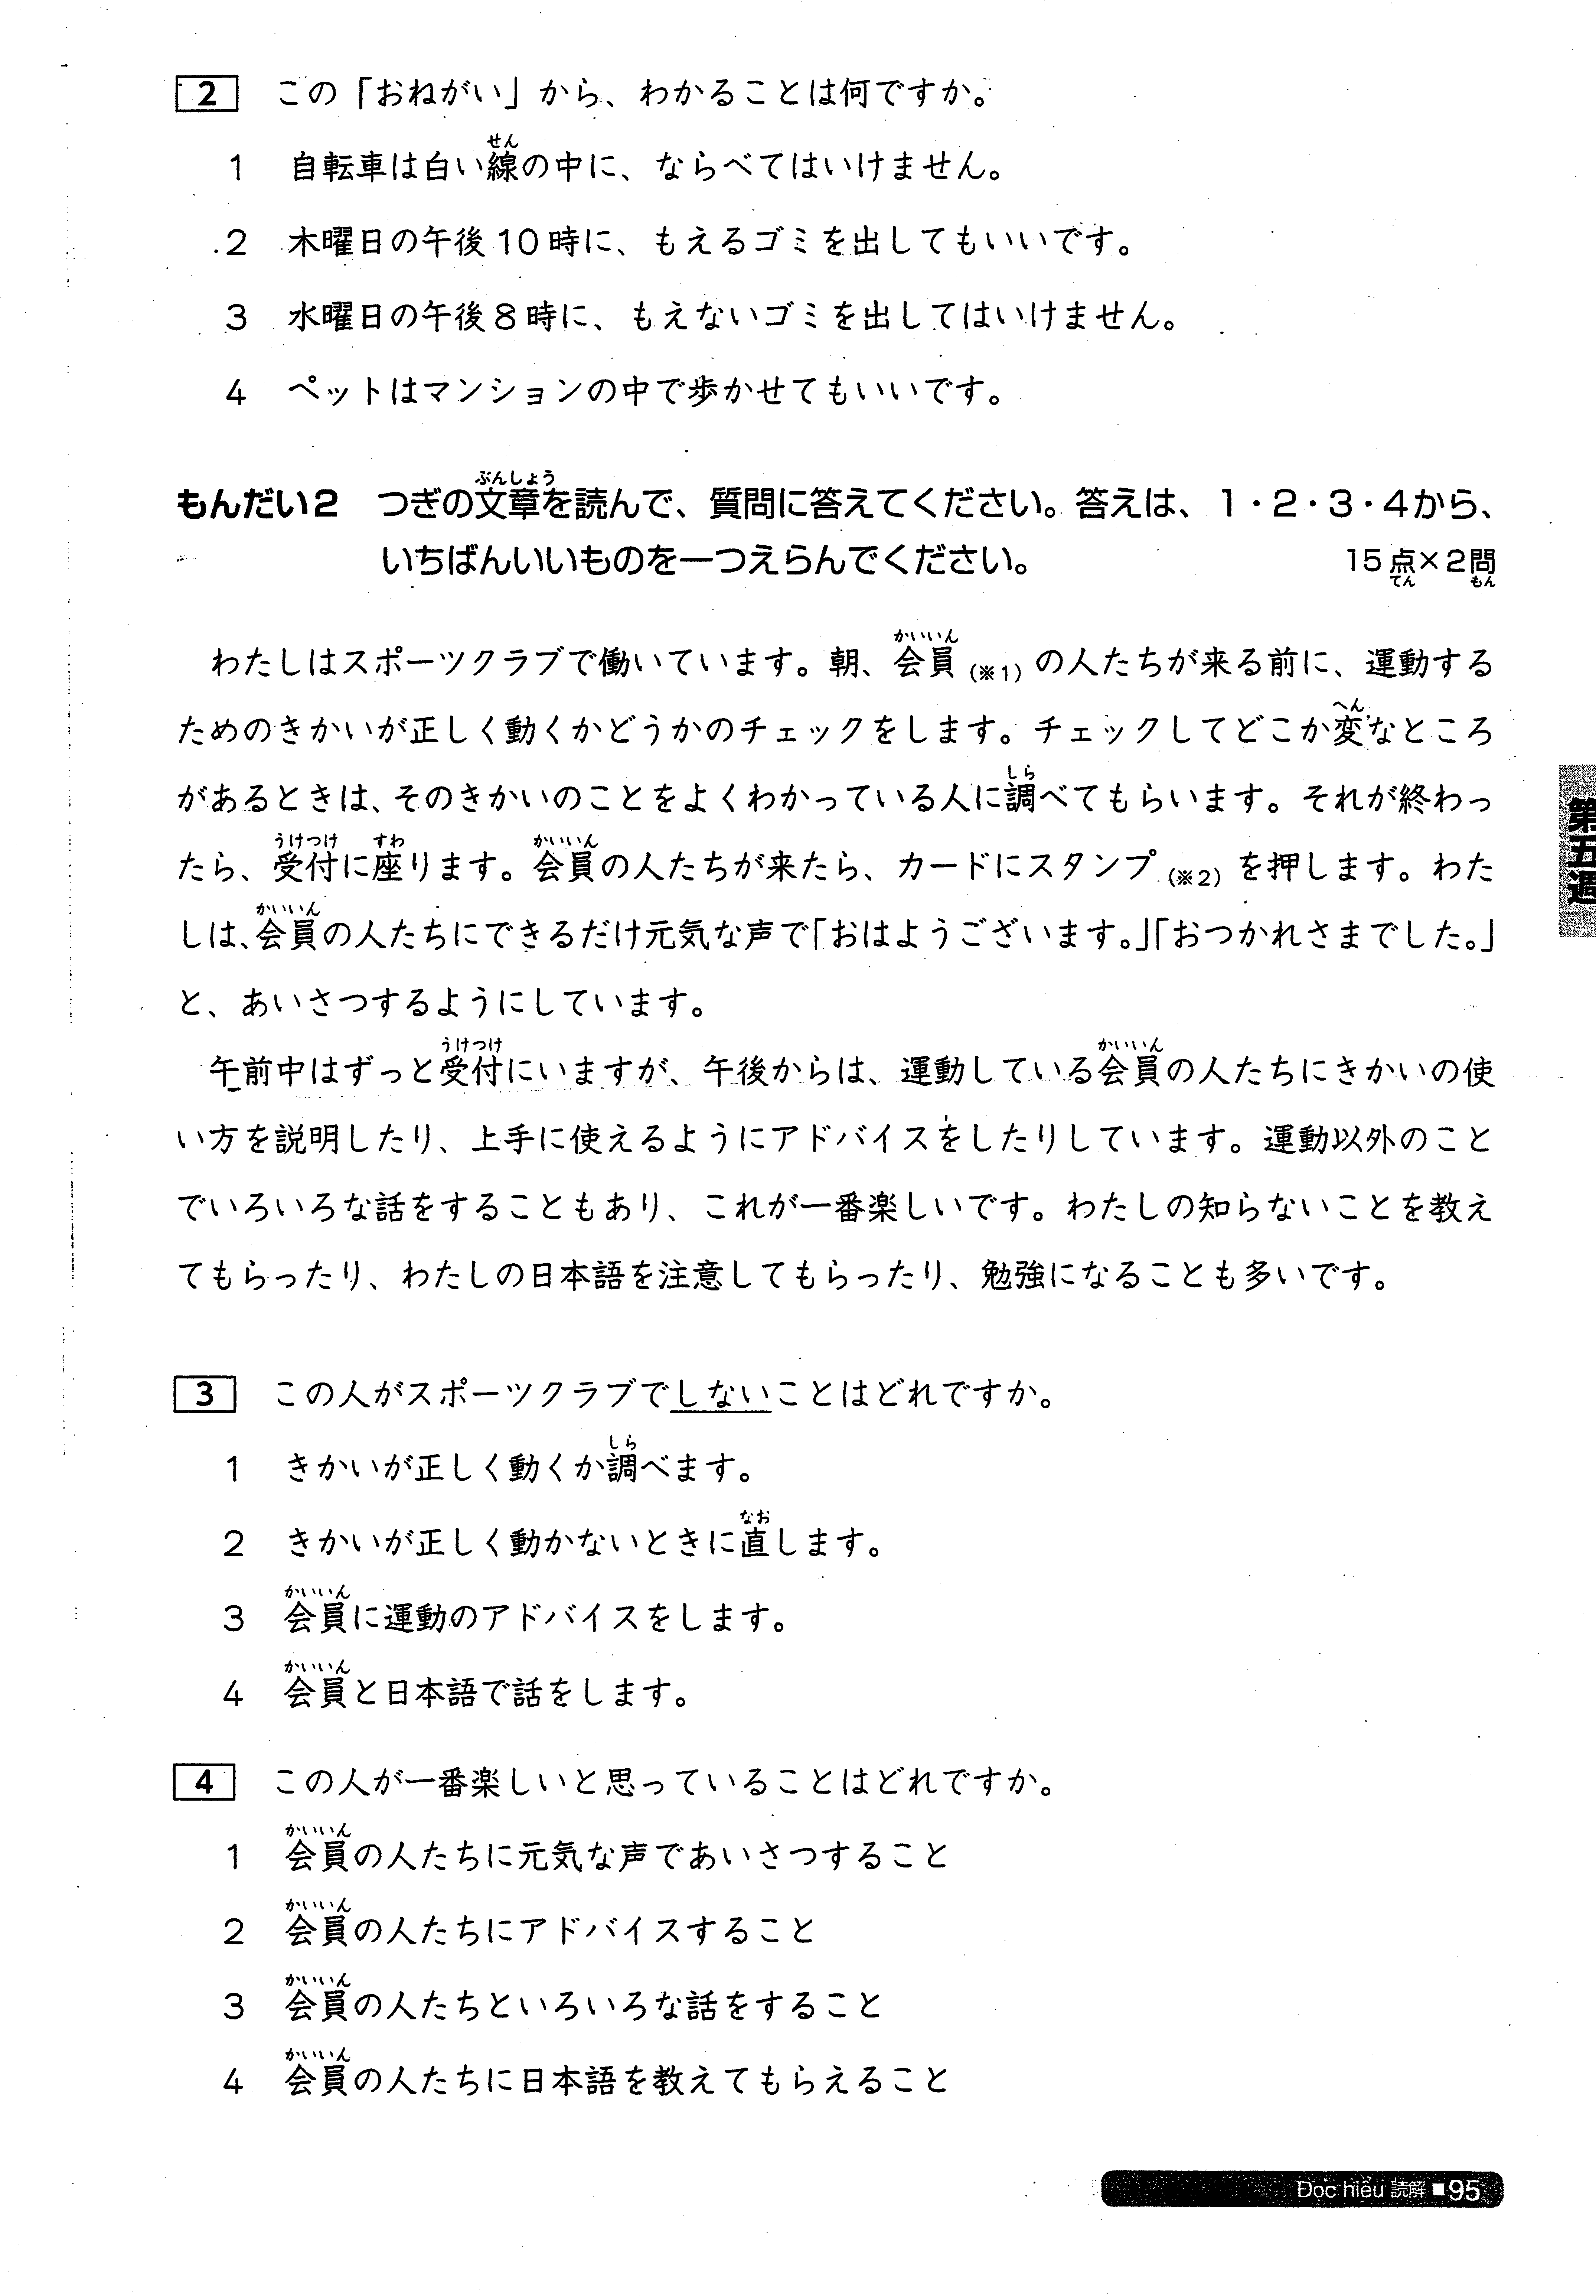 2 この「おねがい」から、わかることは何ですか。
1 自転車は白い線の中に、ならべてはいけません。
2 木曜日の午後10時に、もえるゴミを出してもいいです。
3 水曜日の午後8時に、もえないゴミを出してはいけません。
4 ペットはマンションの中で歩かせてもいいです。
もんだい2 つぎの文章を読んで、質問に答えてください。答えは、1・2・3・4から、
いちばんいいものを一つえらんでください。 15点×2問
わたしはスポーツクラブで働いています。朝、会員(※1)の人たちが来る前に、運動する
ためのきかいが正しく動くかどうかのチェックをします。チェックしてどこか変なところ
があるときは、そのきかいのことをよくわかっている人に調べてもらいます。それが終わっ
たら、受付に座ります。会員の人たちが来たら、カードにスタンプ(※2)を押します。わた
しは、会員の人たちにできるだけ元気な声で「おはようございます。」「おつかれさまでした。」
と、あいさつするようにしています。
午前中はずっと受付にいますが、午後からは、運動している会員の人たちにきかいの使
い方を説明したり、上手に使えるようにアドバイスをしたりしています。運動以外のこと
でいろいろな話をすることもあり、これが一番楽しいです。わたしの知らないことを教え
てもらったり、わたしの日本語を注意してもらったり、勉強になることも多いです。
3 この人がスポーツクラブでしないことはどれですか。
1 きかいが正しく動くか調べます。
2 きかいが正しく動かないときに直します。
3 会員に運動のアドバイスをします。
4 会員と日本語で話をします。
4 この人が一番楽しいと思っていることはどれですか。
1 会員の人たちに元気な声であいさつすること
2 会員の人たちにアドバイスすること
3 会員の人たちといろいろな話をすること
4 会員の人たちに日本語を教えてもらえること
第五週
Đọc hiểu 読解 ■95